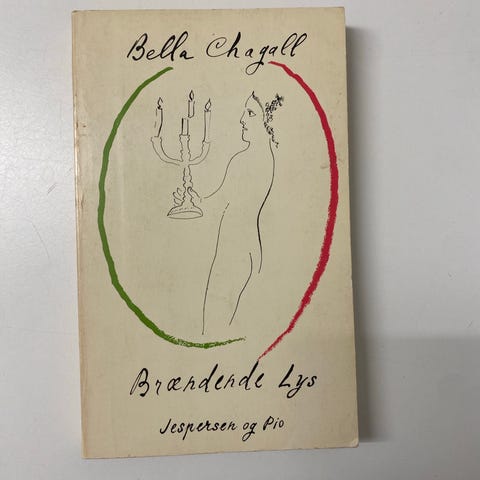 Bella Chagall
Brændende Lys
Jespersen og Pio